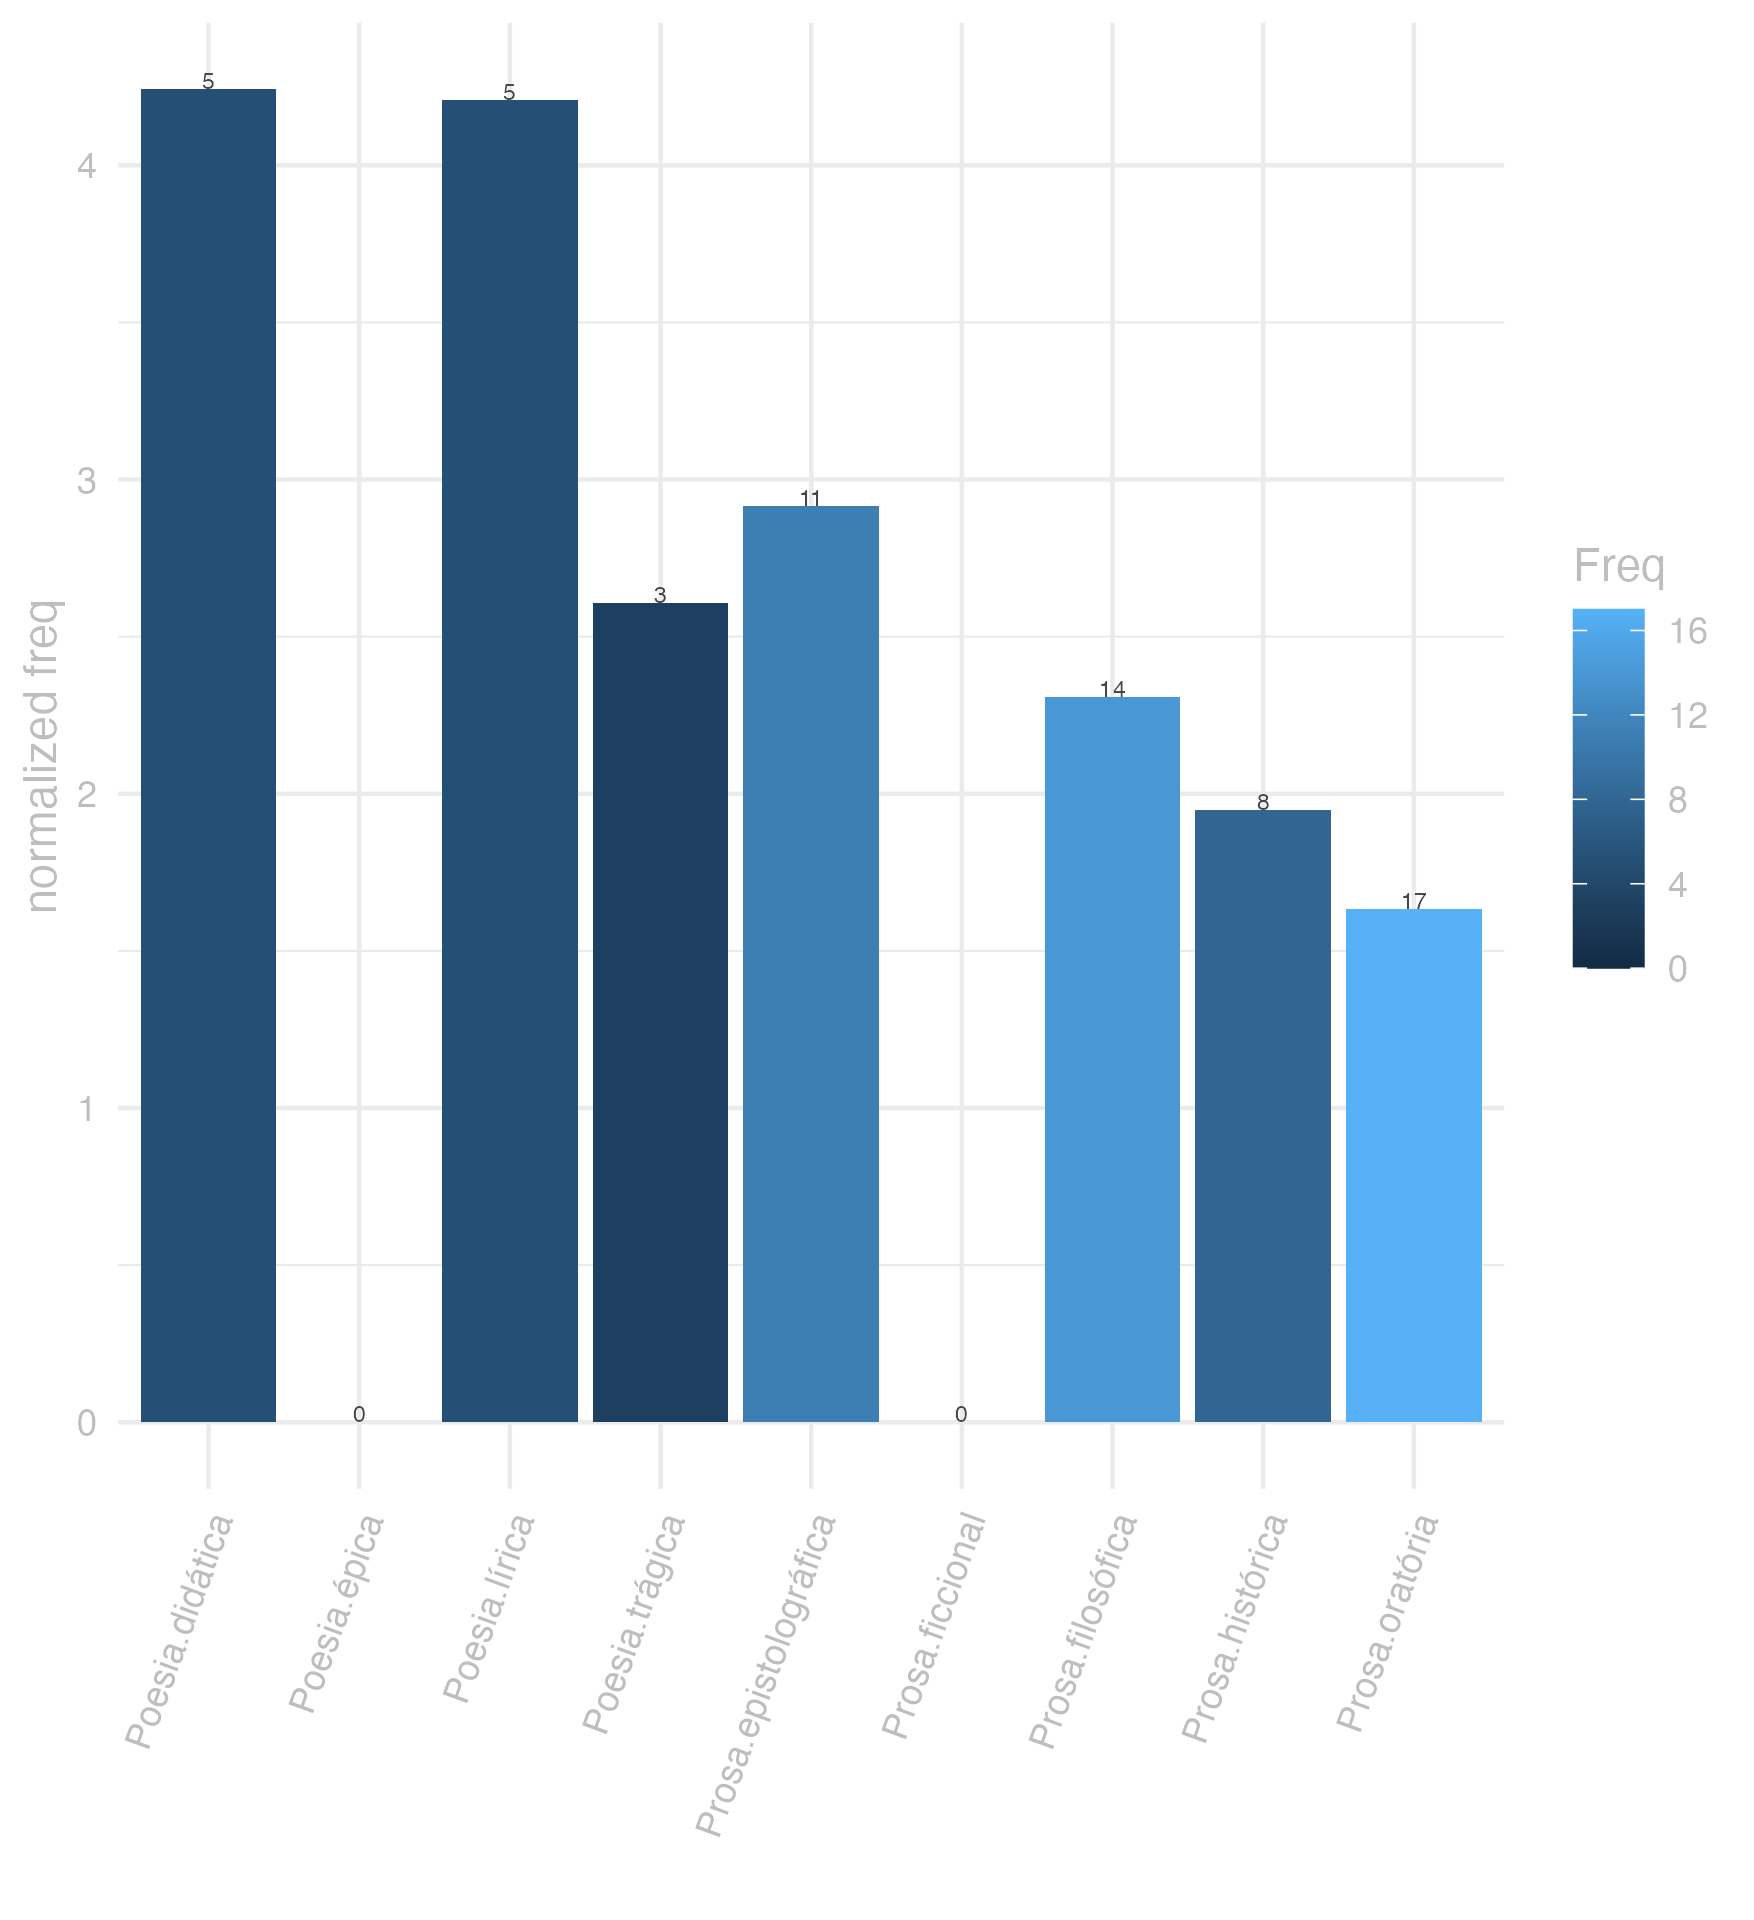 5
5
4
3
11
3
14
2
8
17
1
0
0
0
normalized freq
Freq
16
12
8
4
0
Poesia.didática
Poesia.épica
Poesia.lírica
Poesia.trágica
Prosa.epistolográfica
Prosa.ficcional
Prosa.filosófica
Prosa.histórica
Prosa.oratória